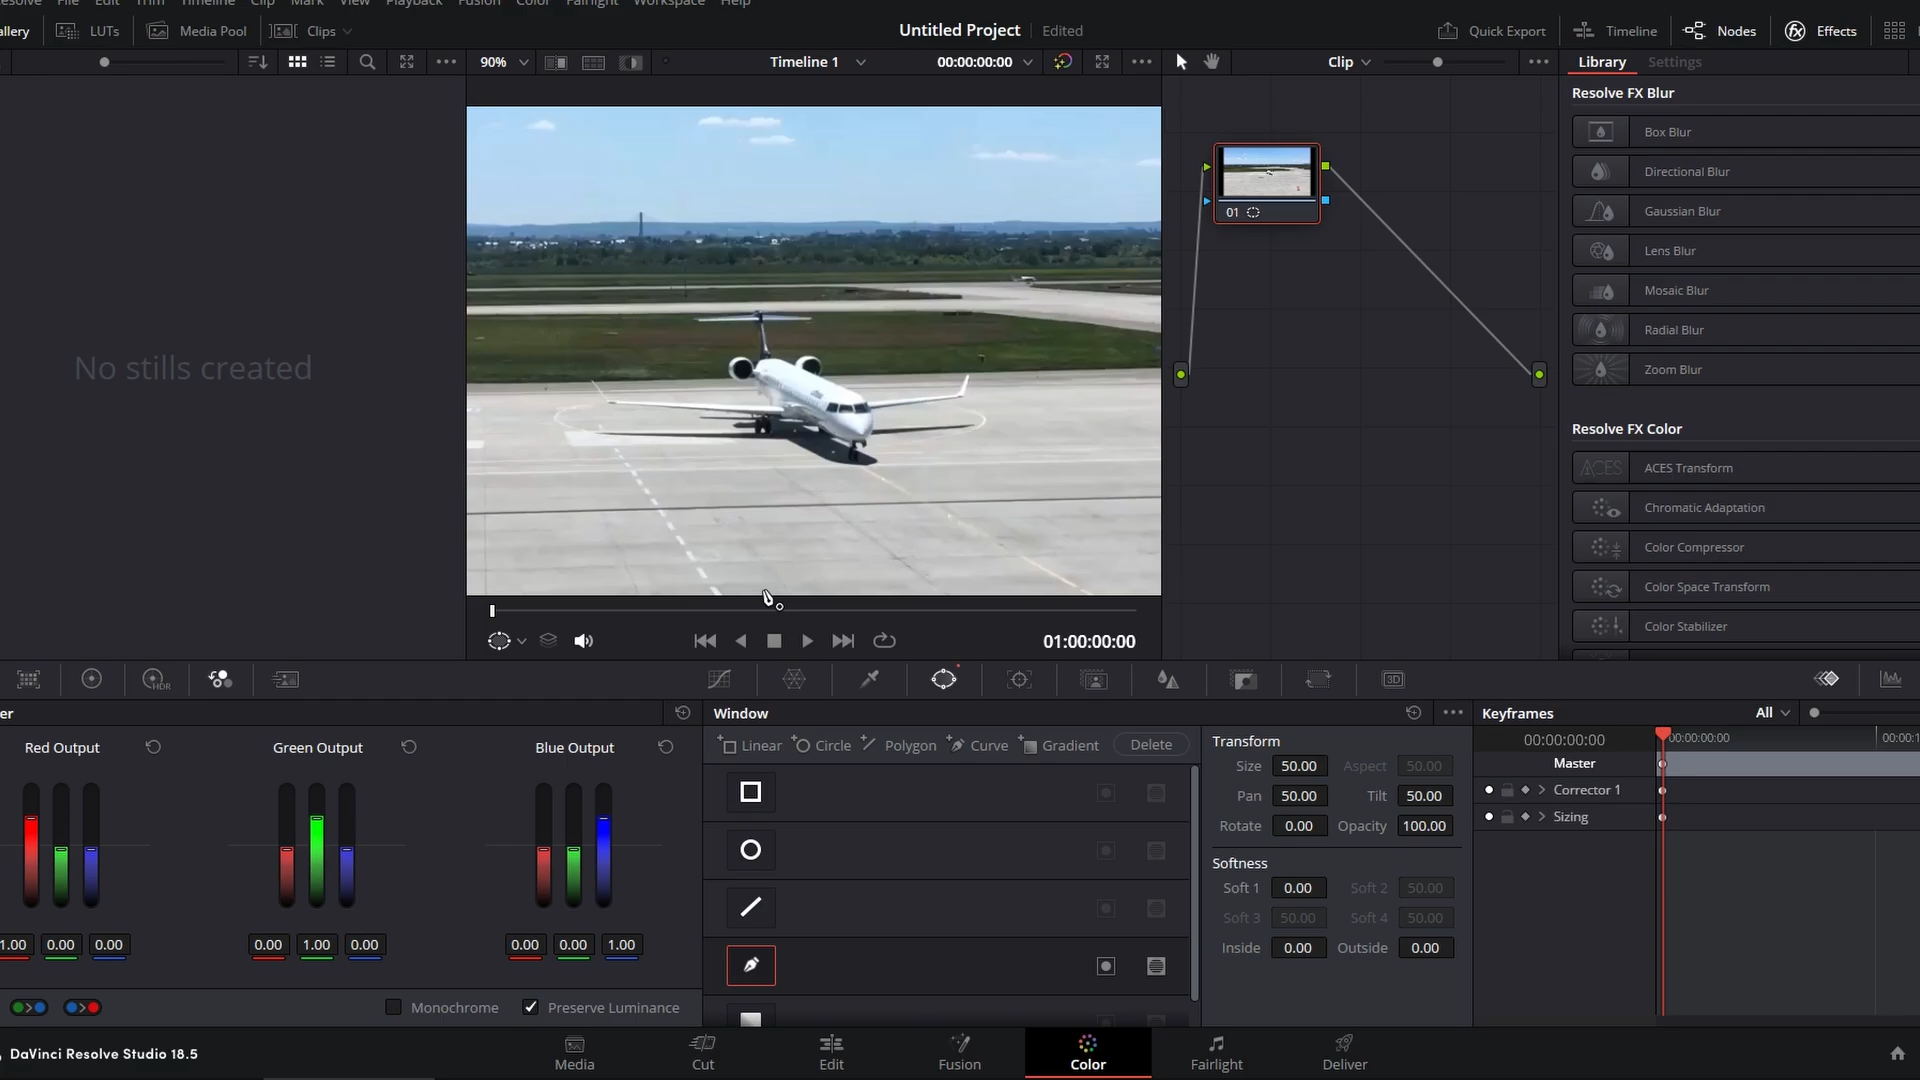 esolve File Edit Trim Timeline Clip Mark View Playback Fusion Color Fairlight Workspace Help
allery LUTs Media Pool Clips Untitled Project Edited Quick Export Timeline Nodes Effects
90% Timeline 1 00:00:00:00 Clip Library Settings
Resolve FX Blur
Box Blur
Directional Blur
Gaussian Blur
Lens Blur
Mosaic Blur
Radial Blur
Zoom Blur
Resolve FX Color
ACES ACES Transform
Chromatic Adaptation
Color Compressor
Color Space Transform
Color Stabilizer
No stills created
01
01:00:00:00
HDR
3D
er Window Keyframes All
Red Output Green Output Blue Output
Linear Circle Polygon Curve Gradient Delete
Transform
Size 50.00 Aspect 50.00
Pan 50.00 Tilt 50.00
Rotate 0.00 Opacity 100.00
Softness
Soft 1 0.00 Soft 2 50.00
Soft 3 50.00 Soft 4 50.00
Inside 0.00 Outside 0.00
00:00:00:00 00:00:00:00 00:00:1
Master
Corrector 1
Sizing
1.00 0.00 0.00 0.00 1.00 0.00 0.00 0.00 1.00
Monochrome Preserve Luminance
DaVinci Resolve Studio 18.5
Media Cut Edit Fusion Color Fairlight Deliver